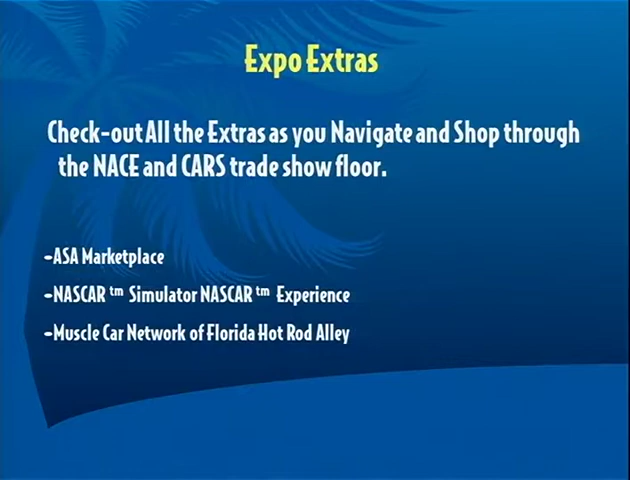 Expo Extras
Check-out All the Extras as you Navigate and Shop through
the NACE and CARS trade show floor.
-ASA Marketplace
-NASCAR ™ Simulator NASCAR ™ Experience
-Muscle Car Network of Florida Hot Rod Alley